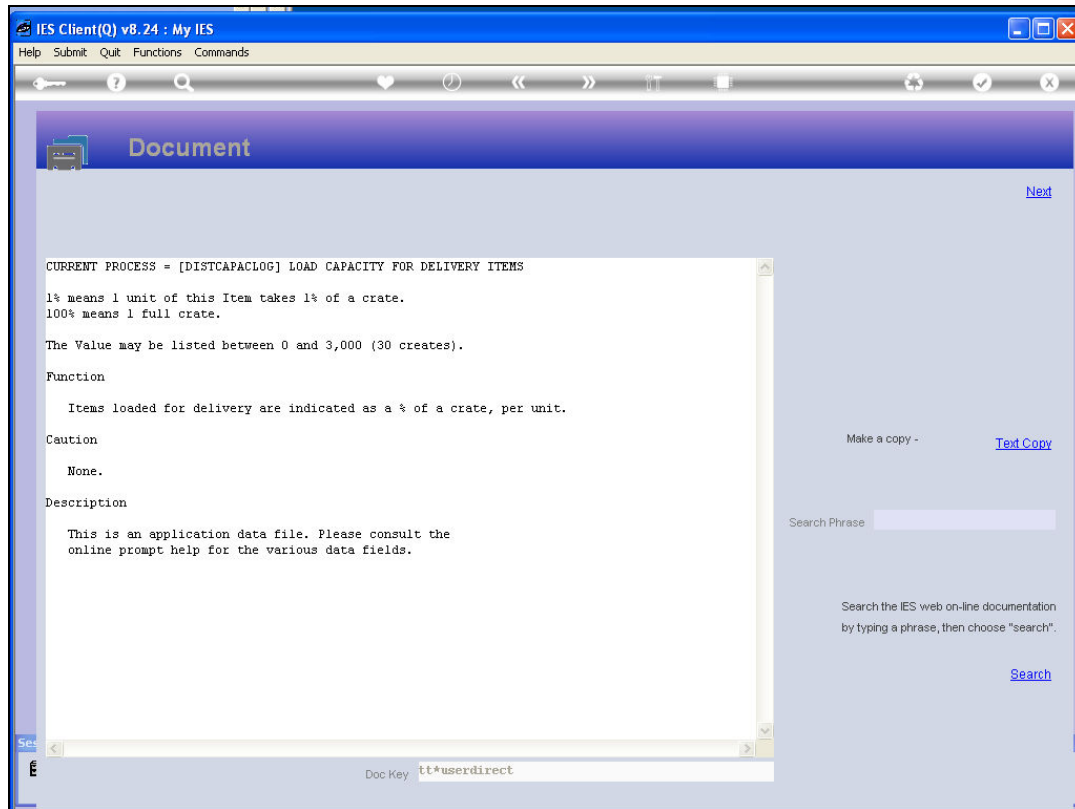 IES Client(Q) v8.24 : My IES
Help Submit Quit Functions Commands
Document
Next
CURRENT PROCESS = [DISTCAPACLOG] LOAD CAPACITY FOR DELIVERY ITEMS
1% means 1 unit of this Item takes 1% of a crate.
100% means 1 full crate.
The Value may be listed between 0 and 3,000 (30 creates).
Function
Items loaded for delivery are indicated as a % of a crate, per unit.
Caution
None.
Description
This is an application data file. Please consult the
online prompt help for the various data fields.
Make a copy -
Text Copy
Search Phrase
Search the IES web on-line documentation
by typing a phrase, then choose "search".
Search
Doc Key tt*userdirect